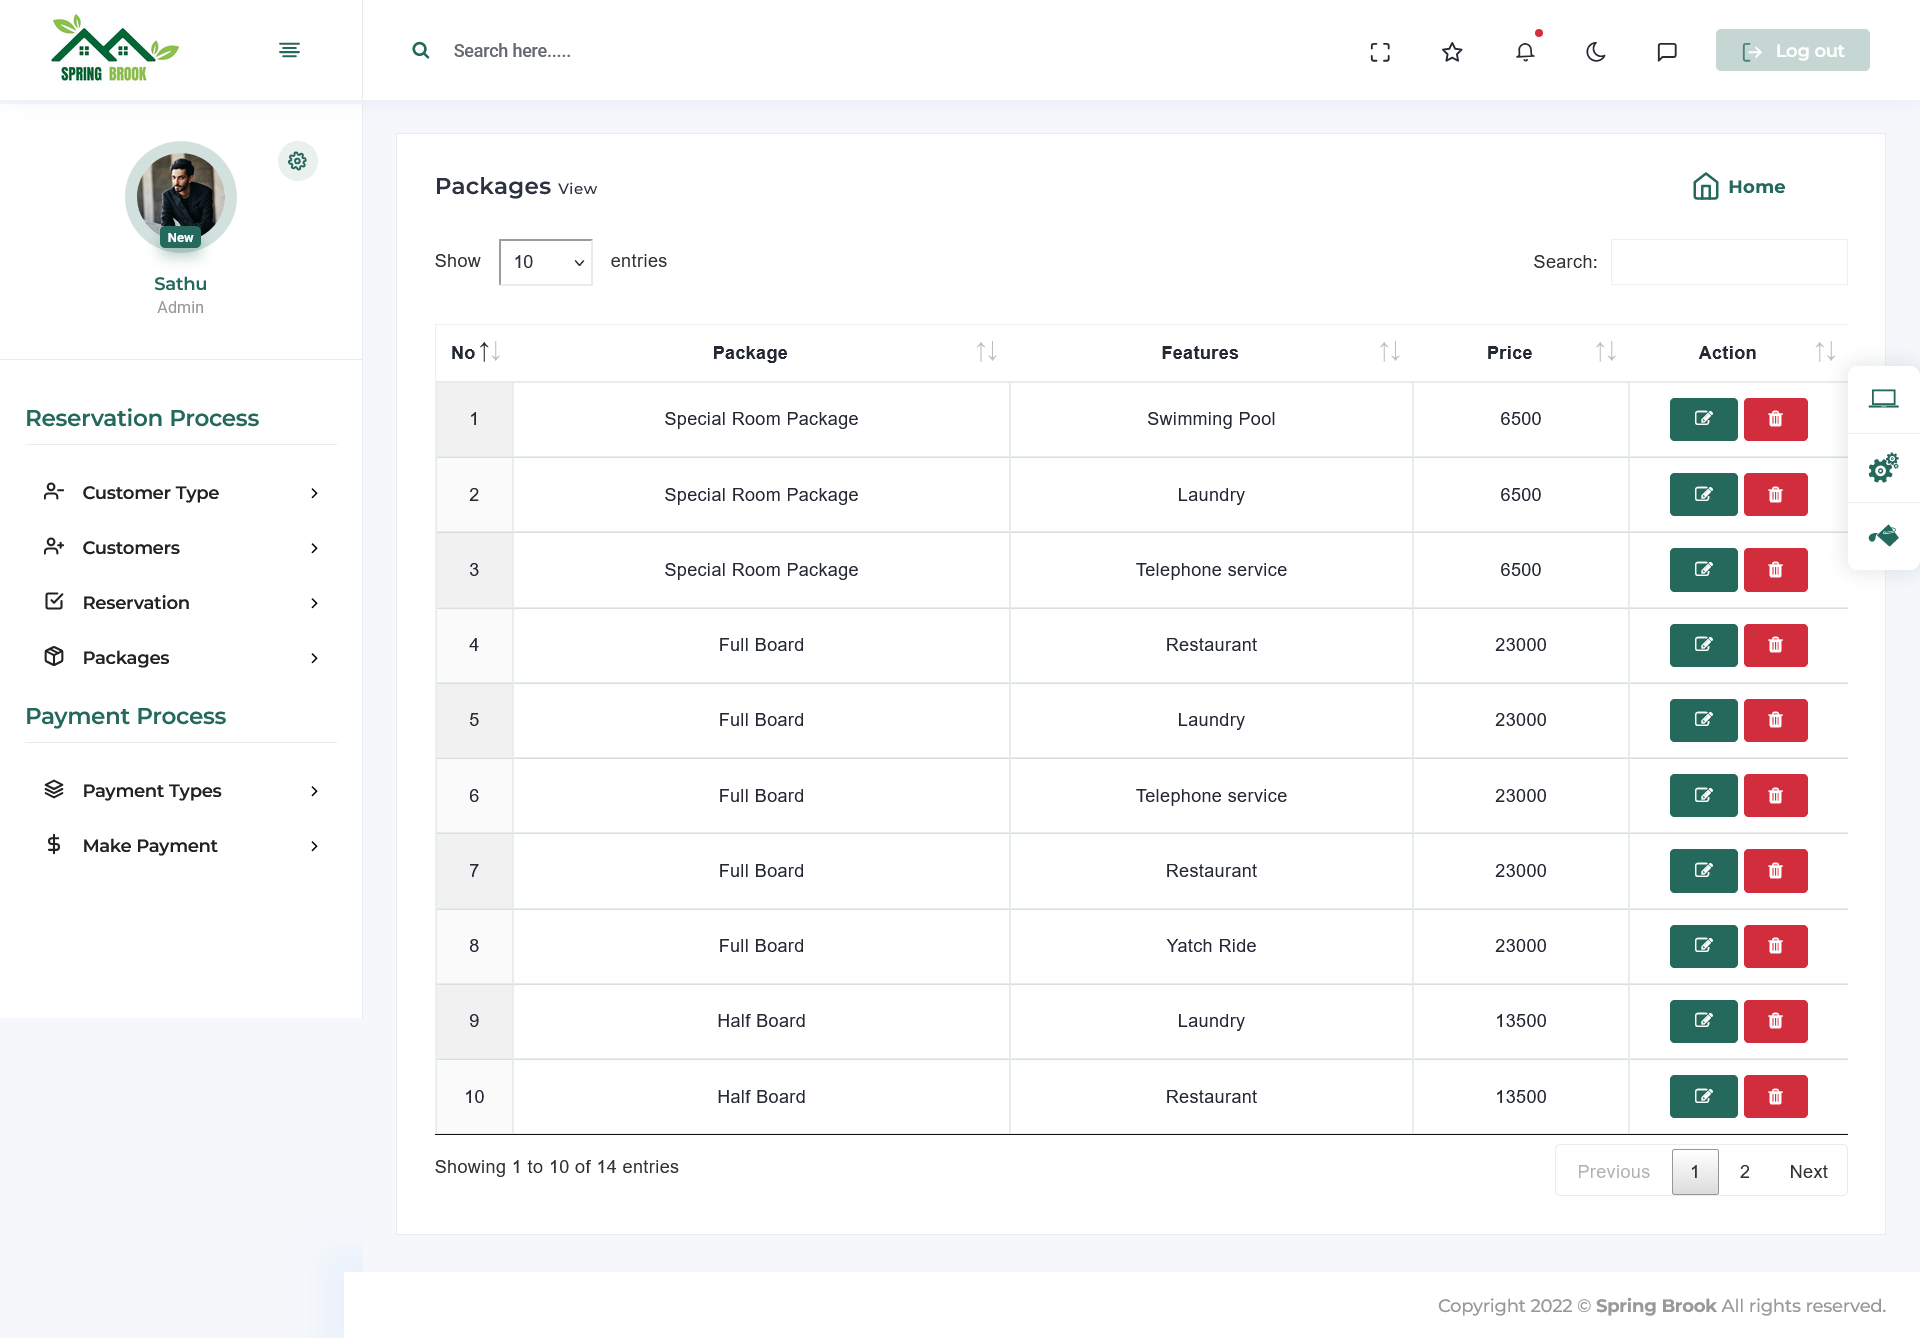 SPRING BROOK
Search here.....
Log out
New
Sathu
Admin
Reservation Process
Customer Type
Customers
Reservation
Packages
Payment Process
Payment Types
Make Payment
Packages View
Home
Show 10 entries
Search:
No Package Features Price Action
1 Special Room Package Swimming Pool 6500
2 Special Room Package Laundry 6500
3 Special Room Package Telephone service 6500
4 Full Board Restaurant 23000
5 Full Board Laundry 23000
6 Full Board Telephone service 23000
7 Full Board Restaurant 23000
8 Full Board Yatch Ride 23000
9 Half Board Laundry 13500
10 Half Board Restaurant 13500
Showing 1 to 10 of 14 entries
Previous 1 2 Next
Copyright 2022 © Spring Brook All rights reserved.